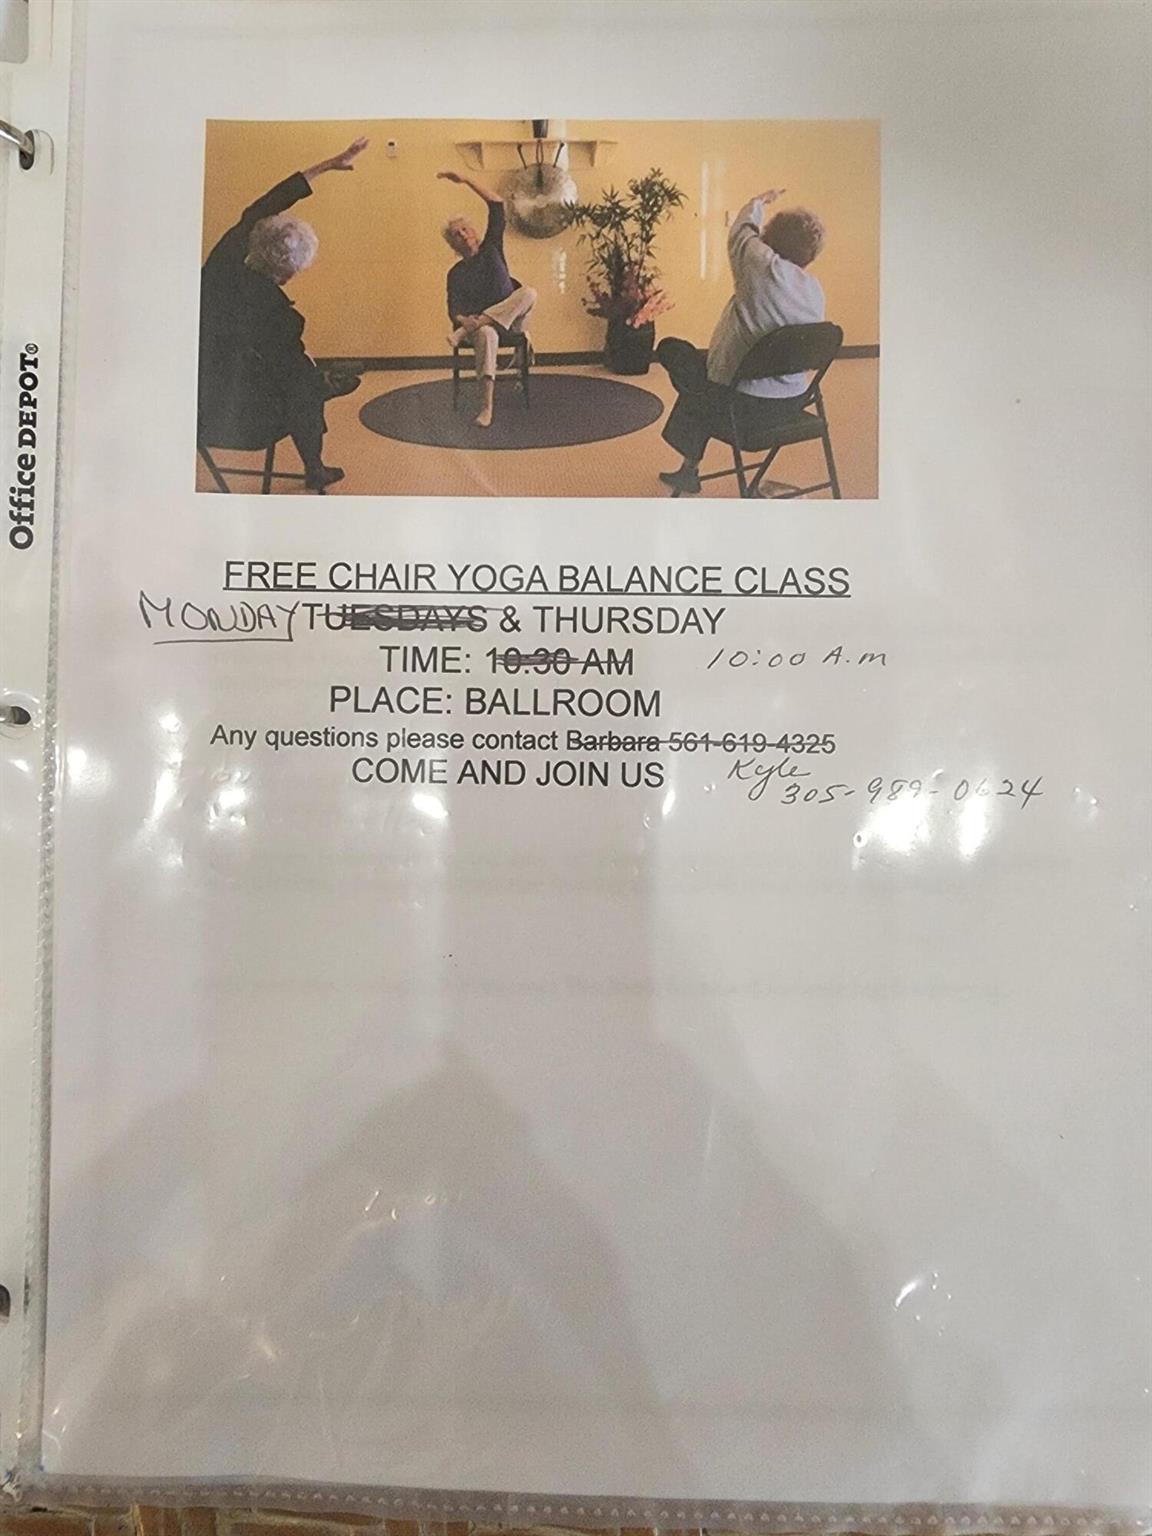 Office DEPOT®
FREE CHAIR YOGA BALANCE CLASS
MONDAY TUESDAYS & THURSDAY
TIME: 10:30 AM 10:00 A.m
PLACE: BALLROOM
Any questions please contact Barbara 561-619-4325
COME AND JOIN US Kyle
305-989-0624